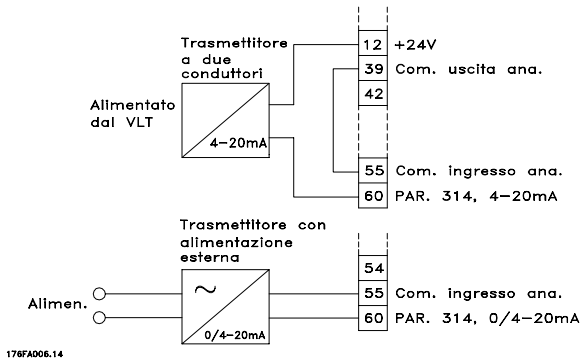 Trasmettitore
a due
conduttori
Alimentato
dal VLT
4-20mA
12 +24V
39 Com. uscita ana.
42
55 Com. ingresso ana.
60 PAR. 314, 4-20mA
Trasmettitore con
alimentazione
esterna
Alimen.
~
0/4-20mA
54
55 Com. ingresso ana.
60 PAR. 314, 0/4-20mA
176FA006.14